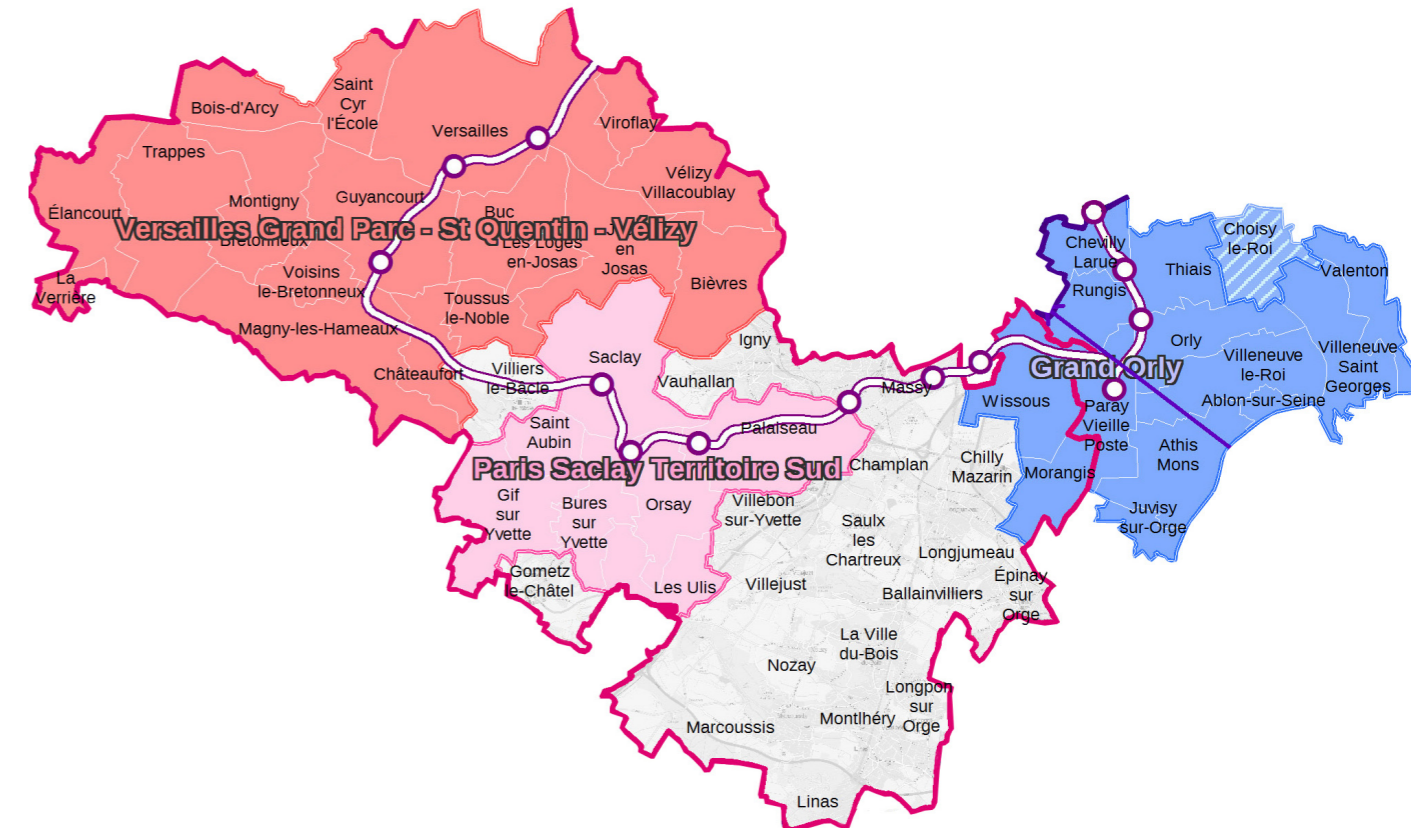 Saint
Cyr
l'École
Bois-d'Arcy
Versailles
Viroflay
Trappes
Vélizy
Villacoublay
Montigny
Bretonneux
Guyancourt
Élancourt
Buc
Versailles Grand Parc - St Quentin - Vélizy
Les Loges
en-Josas
en
Josas
La
Verrière
Voisins
le-Bretonneux
Toussus
le-Noble
Bièvres
Magny-les-Hameaux
Châteaufort
Villiers
le-Bâcle
Saclay
Igny
Vauhallan
Saint
Aubin
Palaiseau
Massy
Paris Saclay Territoire Sud
Gif
sur
Yvette
Bures
sur
Yvette
Orsay
Gometz
le-Châtel
Les Ulis
Villebon
sur-Yvette
Champlan
Chilly
Mazarin
Saulx
les
Chartreux
Longjumeau
Villejust
Ballainvilliers
Épinay
sur
Orge
La Ville
du-Bois
Nozay
Longpon
sur
Orge
Marcoussis
Montlhéry
Linas
Chevilly
Larue
Rungis
Thiais
Choisy
le-Roi
Valenton
Orly
Grand Orly
Villeneuve
le-Roi
Villeneuve
Saint
Georges
Ablon-sur-Seine
Wissous
Paray
Vieille
Poste
Athis
Mons
Morangis
Juvisy
sur-Orge